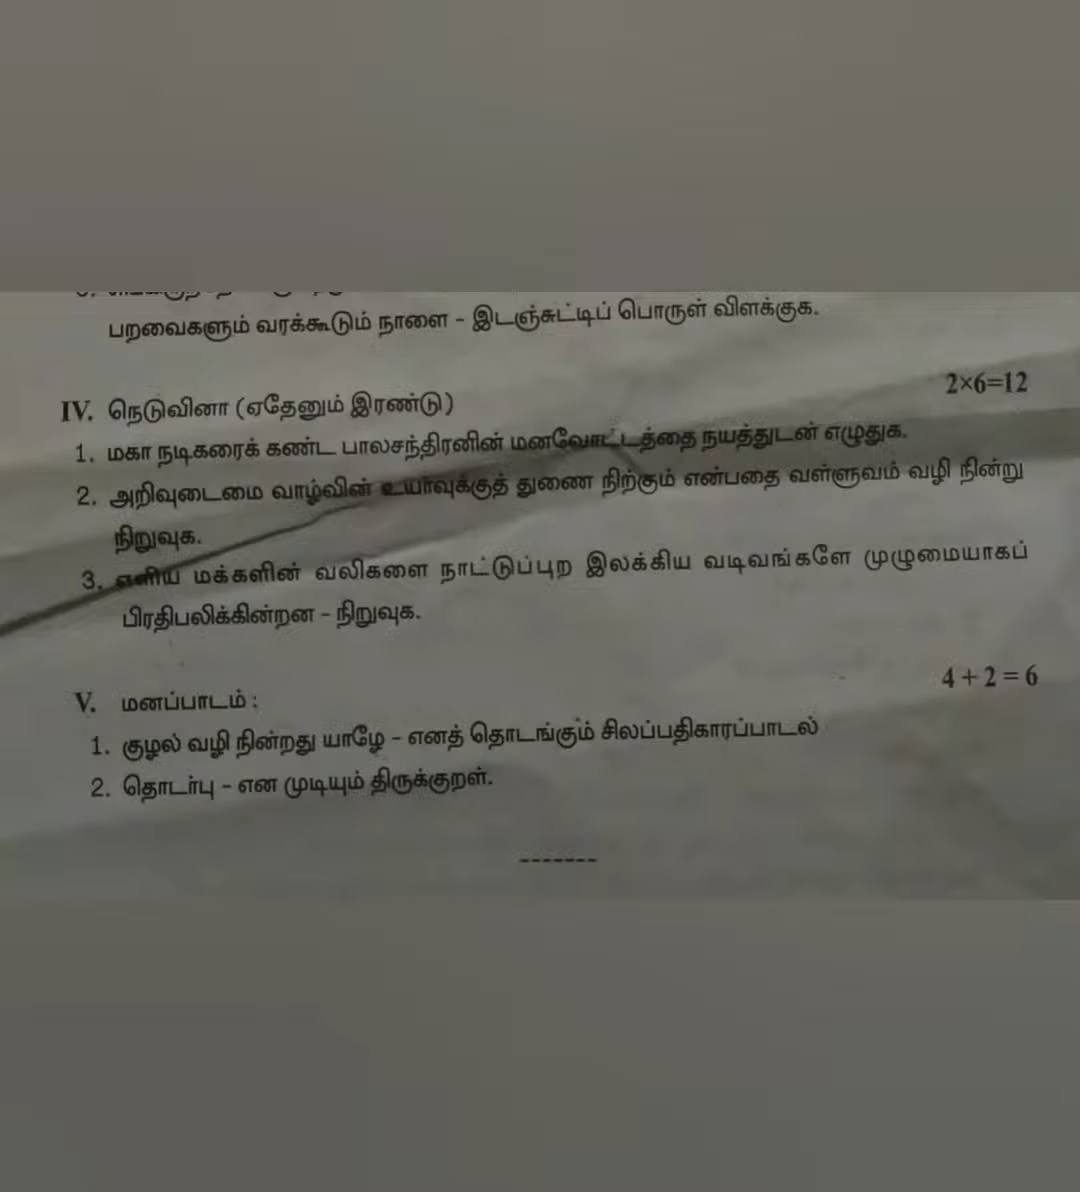 பறவைகளும் வரக்கூடும் நாளை – இடஞ்சுட்டிப் பொருள் விளக்குக.
IV. நெடுவினா (ஏதேனும் இரண்டு) 2×6=12
1. மகா நடிகரைக் கண்ட பாலசந்திரனின் மனவோட்டத்தை நயத்துடன் எழுதுக.
2. அறிவுடைமை வாழ்வின் உயர்வுக்குத் துணை நிற்கும் என்பதை வள்ளுவம் வழி நின்று
நிறுவுக.
3. எளிய மக்களின் வலிகளை நாட்டுப்புற இலக்கிய வடிவங்களே முழுமையாகப்
பிரதிபலிக்கின்றன – நிறுவுக.
V. மனப்பாடம் : 4 + 2 = 6
1. குழல் வழி நின்றது யாழே – எனத் தொடங்கும் சிலப்பதிகாரப்பாடல்
2. தொடர்பு – என முடியும் திருக்குறள்.
-------